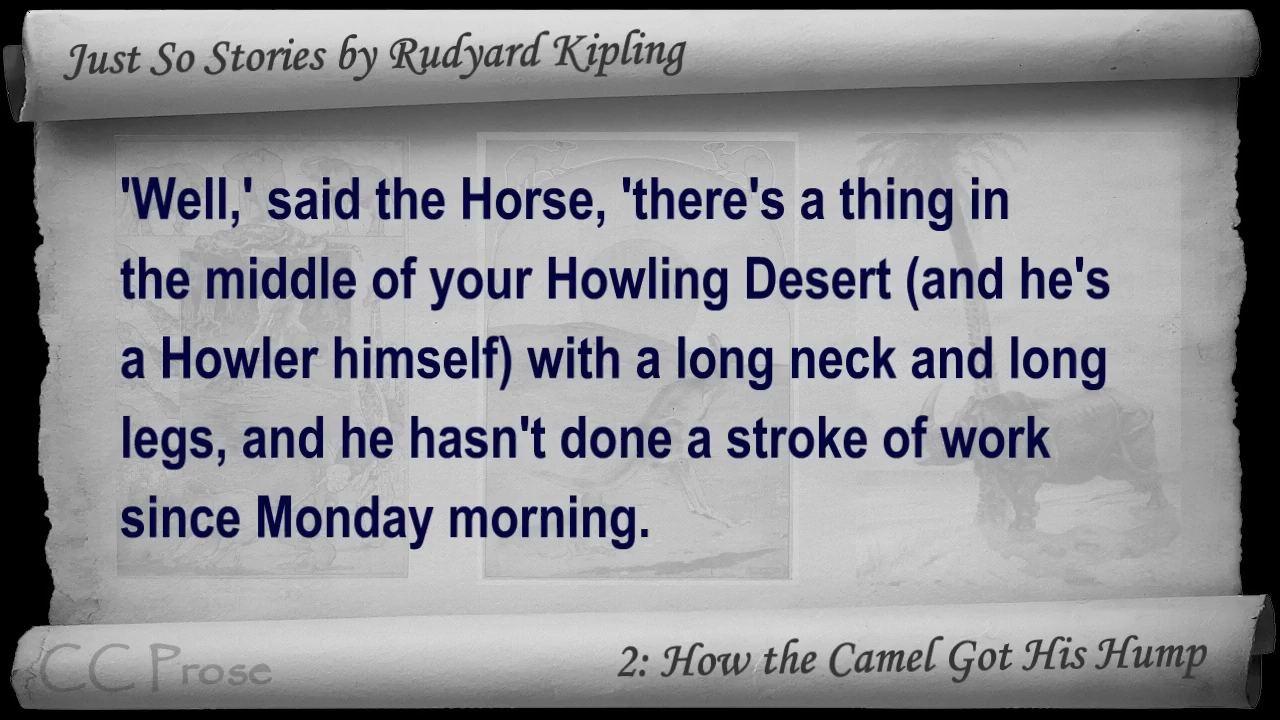 Just So Stories by Rudyard Kipling
'Well,' said the Horse, 'there's a thing in
the middle of your Howling Desert (and he's
a Howler himself) with a long neck and long
legs, and he hasn't done a stroke of work
since Monday morning.
CC Prose
2: How the Camel Got His Hump